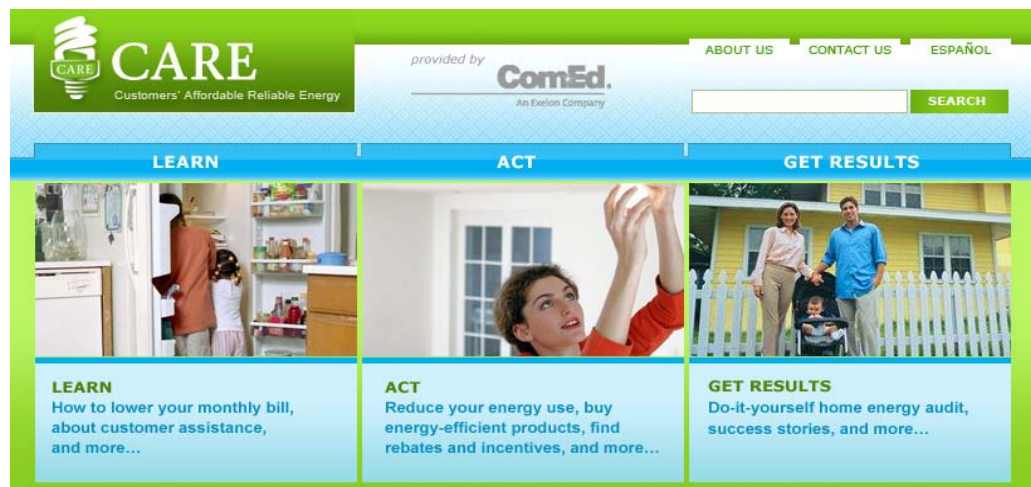 CARE
CARE
Customers' Affordable Reliable Energy
provided by
ComEd.
An Exelon Company
ABOUT US
CONTACT US
ESPAÑOL
SEARCH
LEARN
ACT
GET RESULTS
LEARN
How to lower your monthly bill,
about customer assistance,
and more...
ACT
Reduce your energy use, buy
energy-efficient products, find
rebates and incentives, and more...
GET RESULTS
Do-it-yourself home energy audit,
success stories, and more...